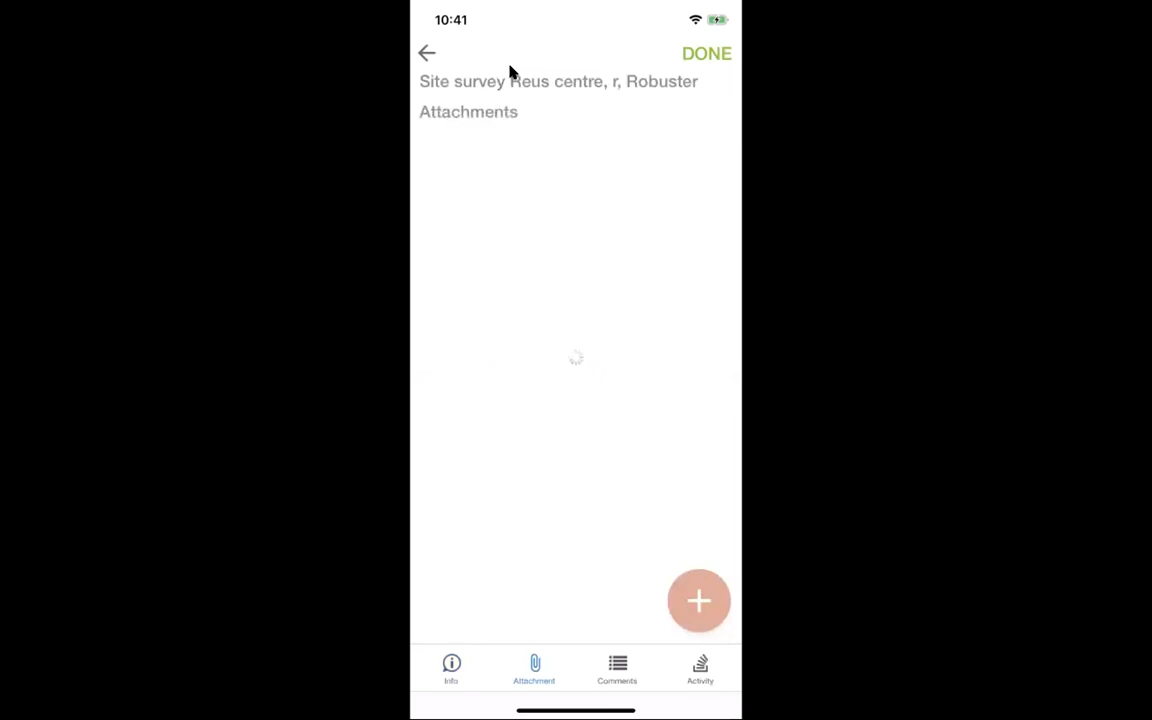 10:41
DONE
Site survey Reus centre, r, Robuster
Attachments
Info
Attachment
Comments
Activity